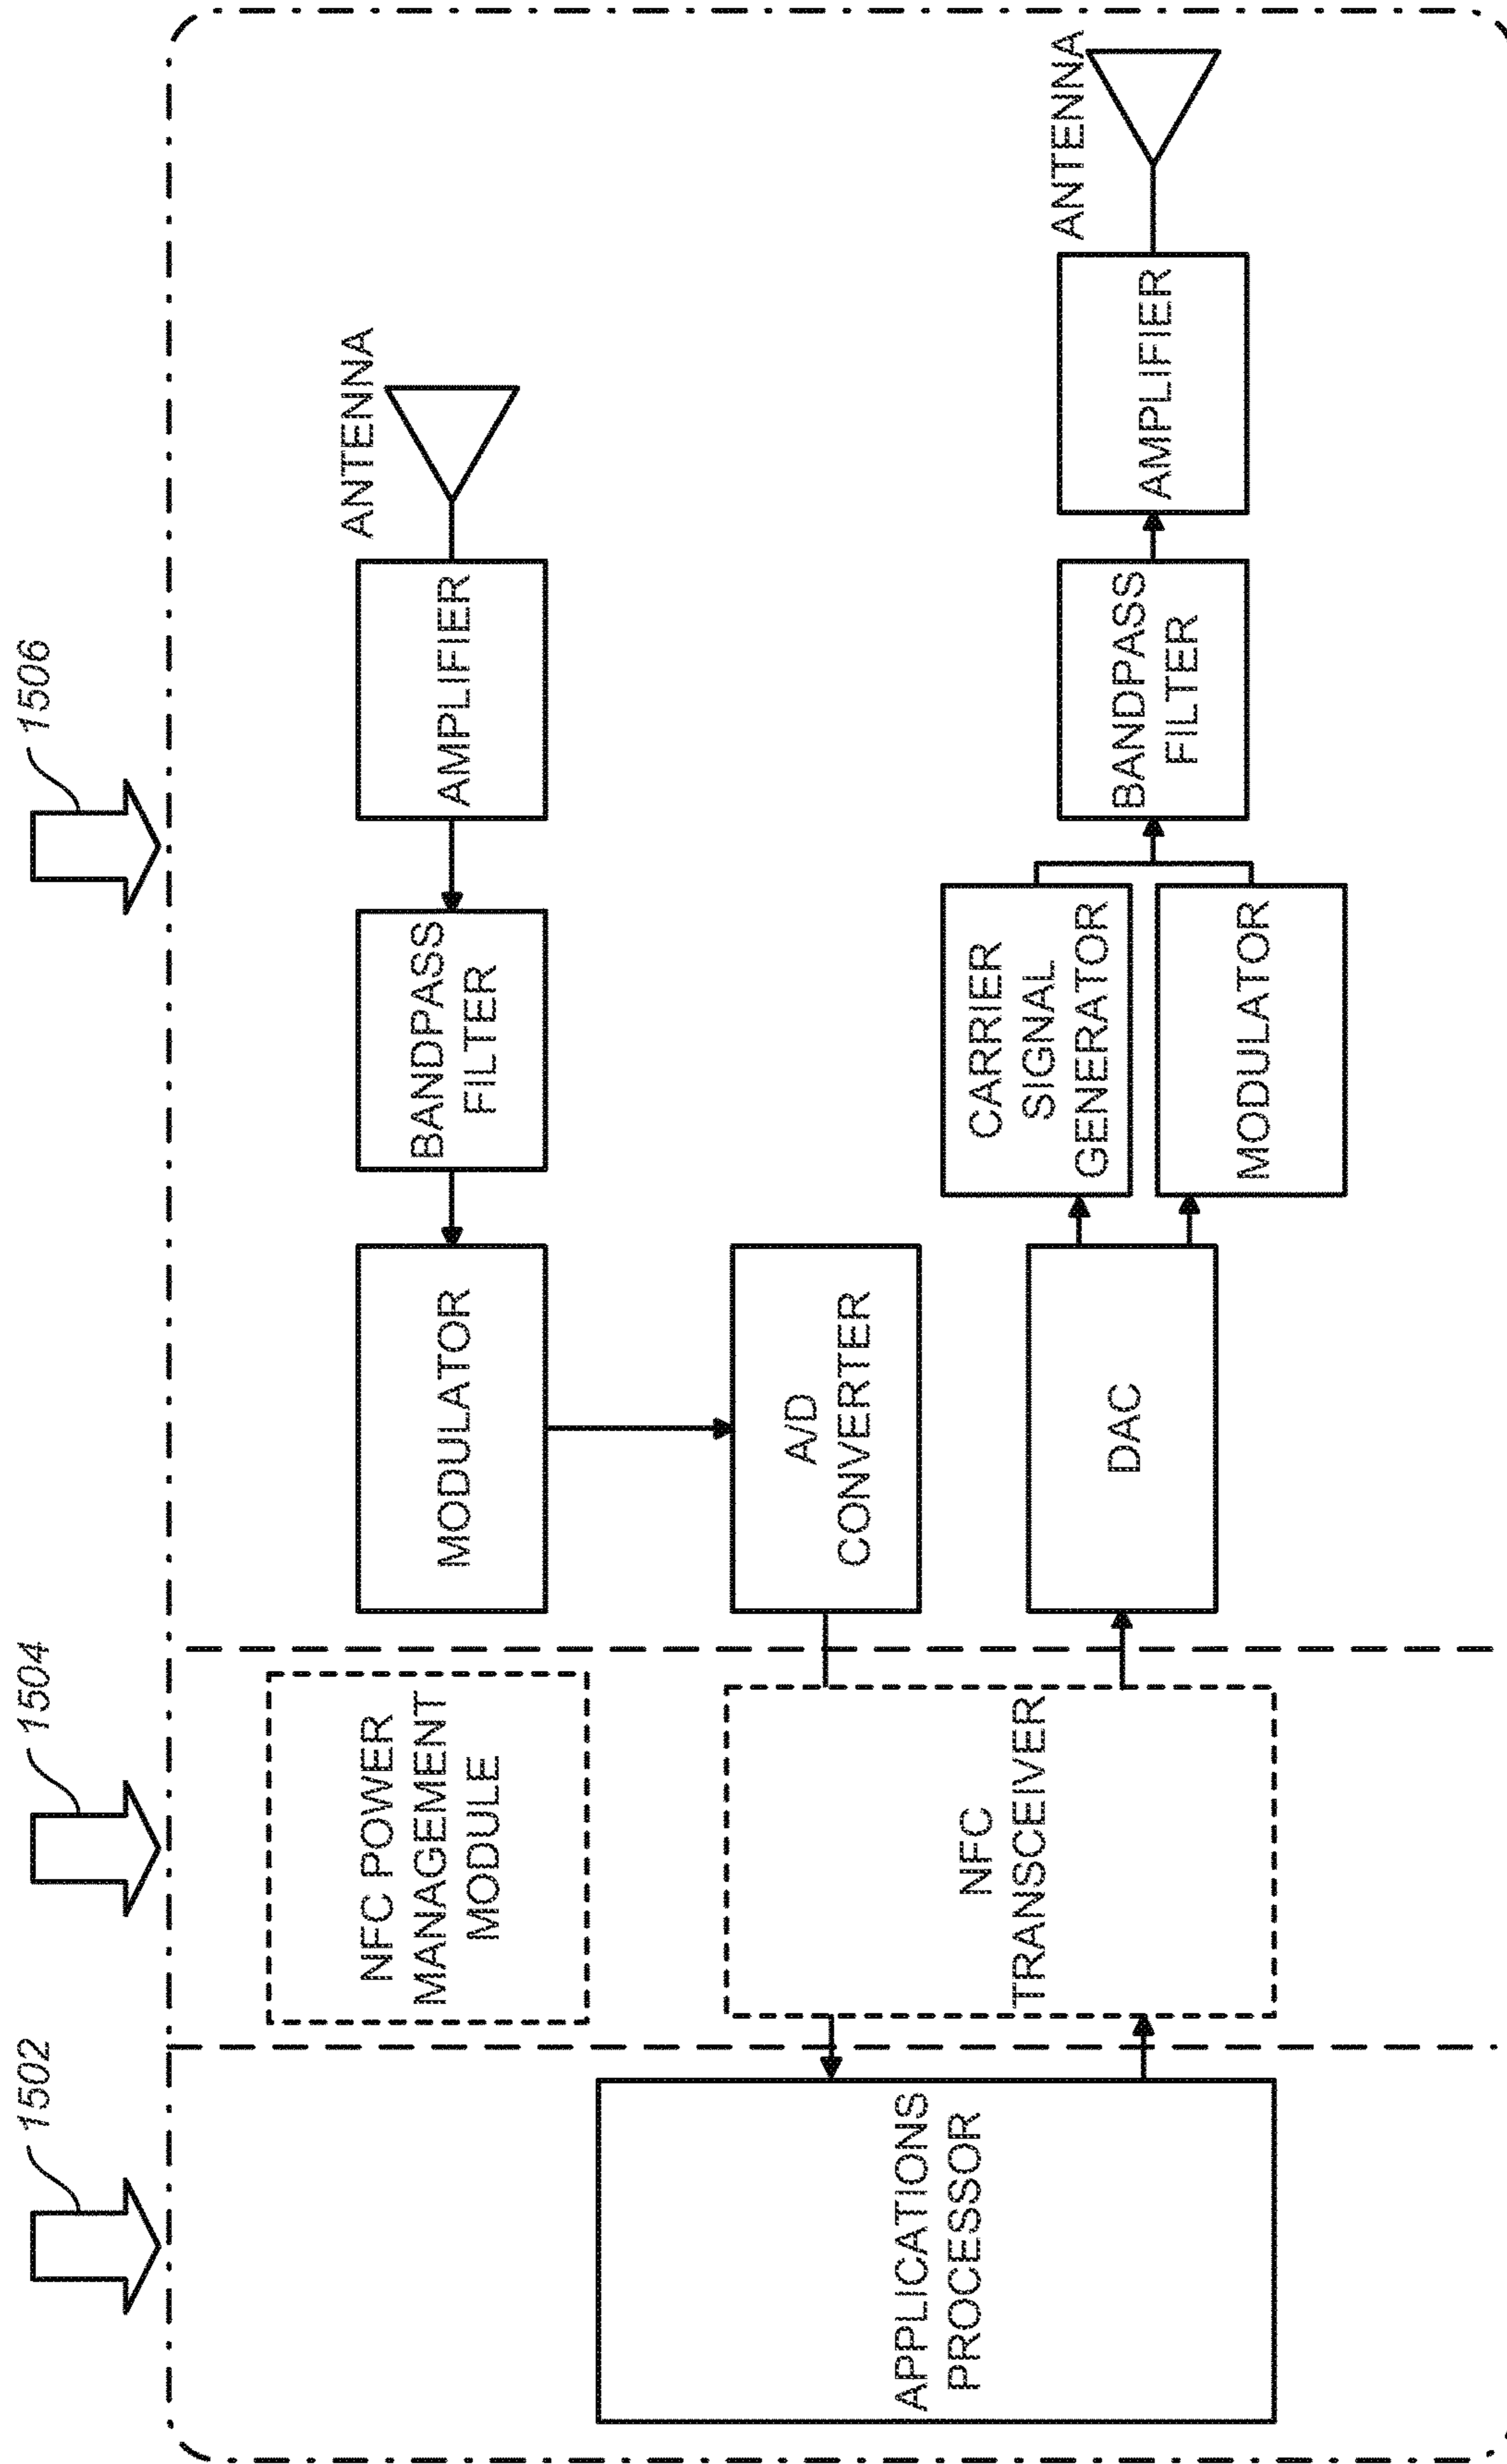 1502
1504
1506
APPLICATIONS
PROCESSOR
NFC POWER
MANAGEMENT
MODULE
NFC
TRANSCEIVER
MODULATOR
BANDPASS
FILTER
AMPLIFIER
ANTENNA
A/D
CONVERTER
DAC
CARRIER
SIGNAL
GENERATOR
MODULATOR
BANDPASS
FILTER
AMPLIFIER
ANTENNA